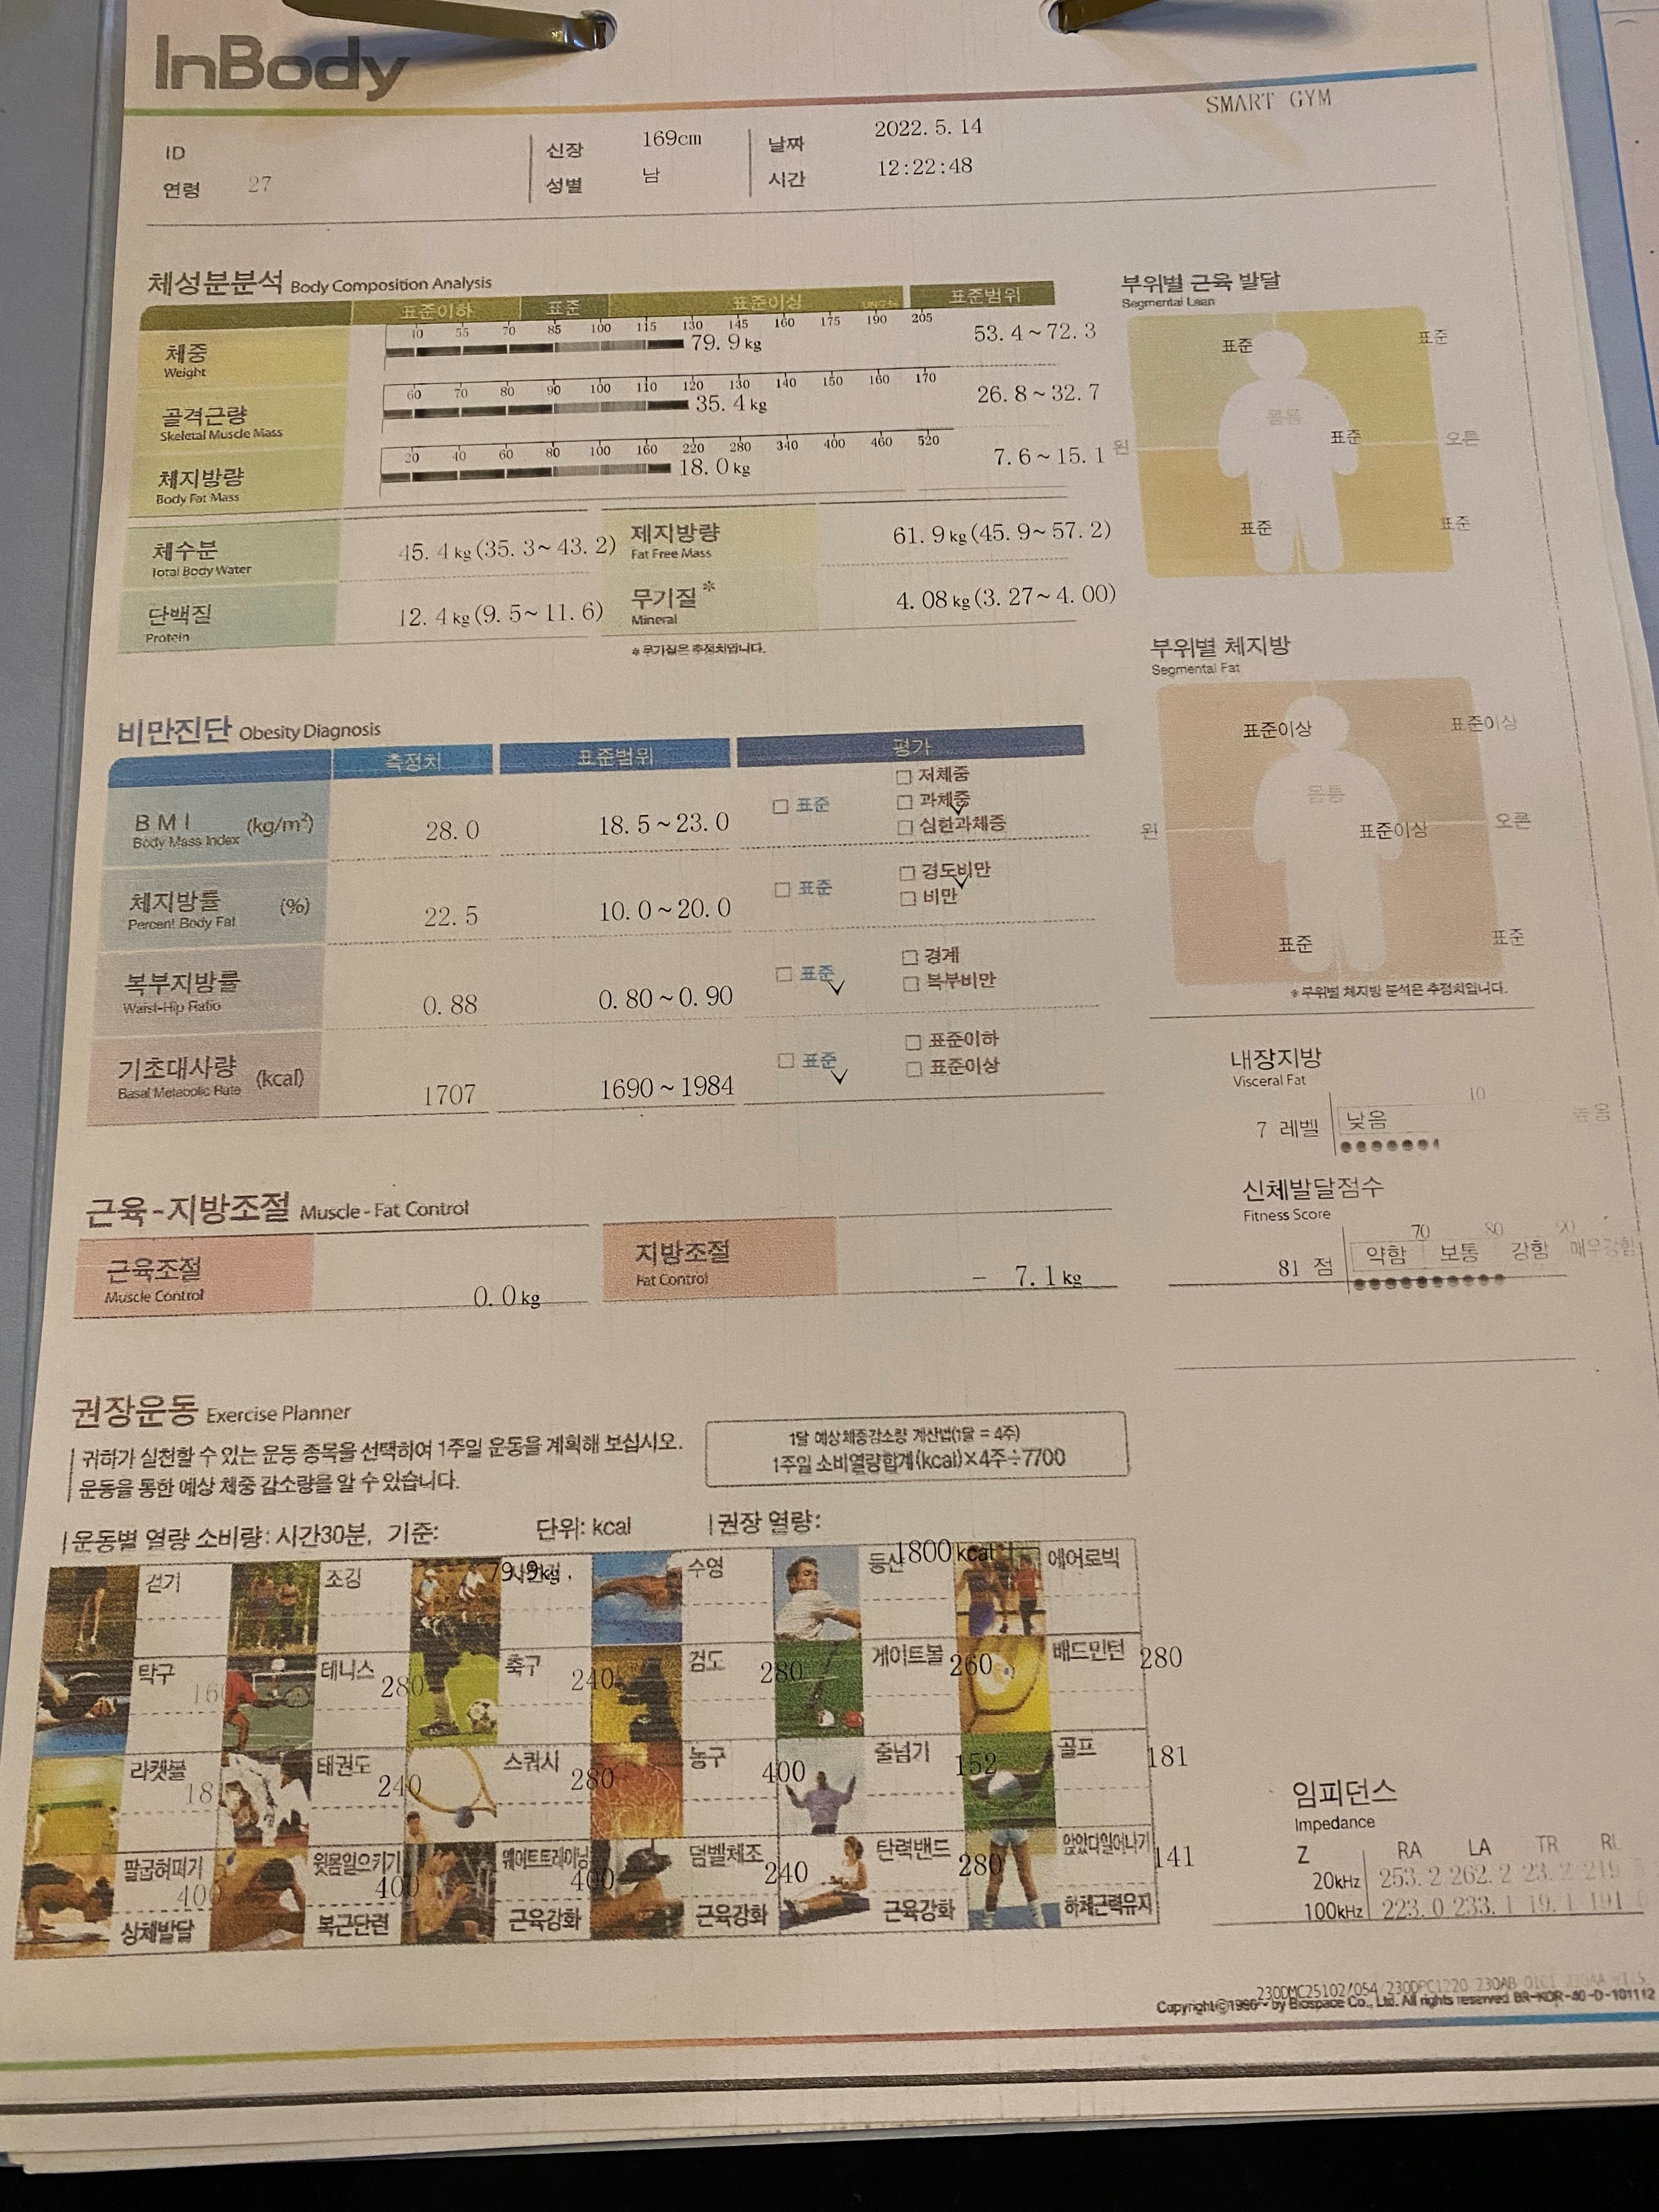 InBody
SMART GYM
ID
연령 27
신장 169cm
성별 남
날짜 2022. 5. 14
시간 12:22:48
체성분분석 Body Composition Analysis
표준이하 표준 표준이상 표준범위
체중 Weight
40 55 70 85 100 115 130 145 160 175 190 205
79. 9 kg
53. 4 ~ 72. 3
골격근량 Skeletal Muscle Mass
60 70 80 90 100 110 120 130 140 150 160 170
35. 4 kg
26. 8 ~ 32. 7
체지방량 Body Fat Mass
20 40 60 80 100 160 220 280 340 400 460 520
18. 0 kg
7. 6 ~ 15. 1
체수분 Total Body Water
45. 4 kg (35. 3 ~ 43. 2)
제지방량 Fat Free Mass
61. 9 kg (45. 9 ~ 57. 2)
단백질 Protein
12. 4 kg (9. 5 ~ 11. 6)
무기질 * Mineral
4. 08 kg (3. 27 ~ 4. 00)
* 무기질은 추정치입니다.
부위별 근육 발달
Segmental Lean
표준 표준
몸통
표준
왼 오른
표준 표준
부위별 체지방
Segmental Fat
표준이상 표준이상
몸통
표준이상
왼 오른
표준 표준
* 부위별 체지방 분석은 추정치입니다.
비만진단 Obesity Diagnosis
측정치 표준범위 평가
BMI (kg/m²)
Body Mass Index
28. 0
18. 5 ~ 23. 0
□ 표준
□ 저체중
□ 과체중
□ 심한과체중
체지방률 (%)
Percent Body Fat
22. 5
10. 0 ~ 20. 0
□ 표준
□ 경도비만
□ 비만
복부지방률
Waist-Hip Ratio
0. 88
0. 80 ~ 0. 90
□ 표준
□ 경계
□ 복부비만
기초대사량 (kcal)
Basal Metabolic Rate
1707
1690 ~ 1984
□ 표준
□ 표준이하
□ 표준이상
내장지방
Visceral Fat
10
7 레벨 낮음 높음
신체발달점수
Fitness Score
70 80 90
81 점 약함 보통 강함 매우강함
근육-지방조절 Muscle - Fat Control
근육조절 Muscle Control
0. 0 kg
지방조절 Fat Control
- 7. 1 kg
권장운동 Exercise Planner
귀하가 실천할 수 있는 운동 종목을 선택하여 1주일 운동을 계획해 보십시오.
운동을 통한 예상 체중 감소량을 알 수 있습니다.
1달 예상체중감소량 계산법(1달 = 4주)
1주일 소비열량합계(kcal)×4주÷7700
운동별 열량 소비량: 시간30분, 기준: 79. 9 kg .
단위: kcal
권장 열량: 1800 kcal
걷기 조깅 수영 등산 에어로빅
160 280 240 280 260 280
탁구 테니스 축구 검도 게이트볼 배드민턴
181 240 280 400 152 181
라켓볼 태권도 스쿼시 농구 줄넘기 골프
400 400 400 240 280 141
팔굽혀펴기 윗몸일으키기 웨이트트레이닝 덤벨체조 탄력밴드 앉았다일어나기
상체발달 복근단련 근육강화 근육강화 근육강화 하체근력유지
임피던스
Impedance
Z RA LA TR RL
20kHz 253. 2 262. 2 23. 2 219.
100kHz 223. 0 233. 1 19. 1 191
Copyright©1996~ by Biospace Co., Ltd. All rights reserved BR-KOR-40-D-101112